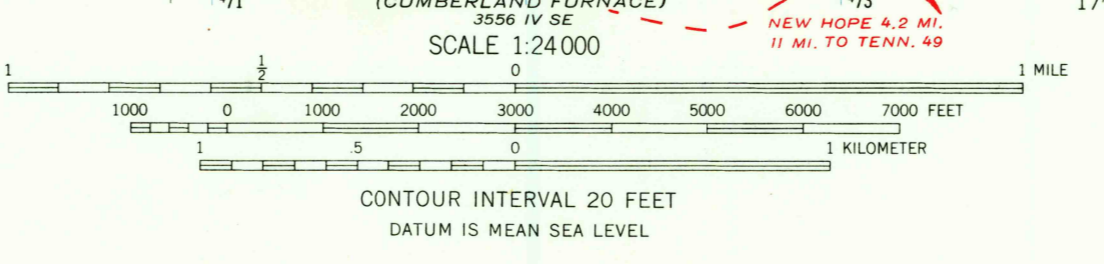 71
(CUMBERLAND FURNACE)
73
3556 IV SE
NEW HOPE 4.2 MI.
11 MI. TO TENN. 49
SCALE 1:24 000
1 1/2 0 1 MILE
1000 0 1000 2000 3000 4000 5000 6000 7000 FEET
1 .5 0 1 KILOMETER
CONTOUR INTERVAL 20 FEET
DATUM IS MEAN SEA LEVEL